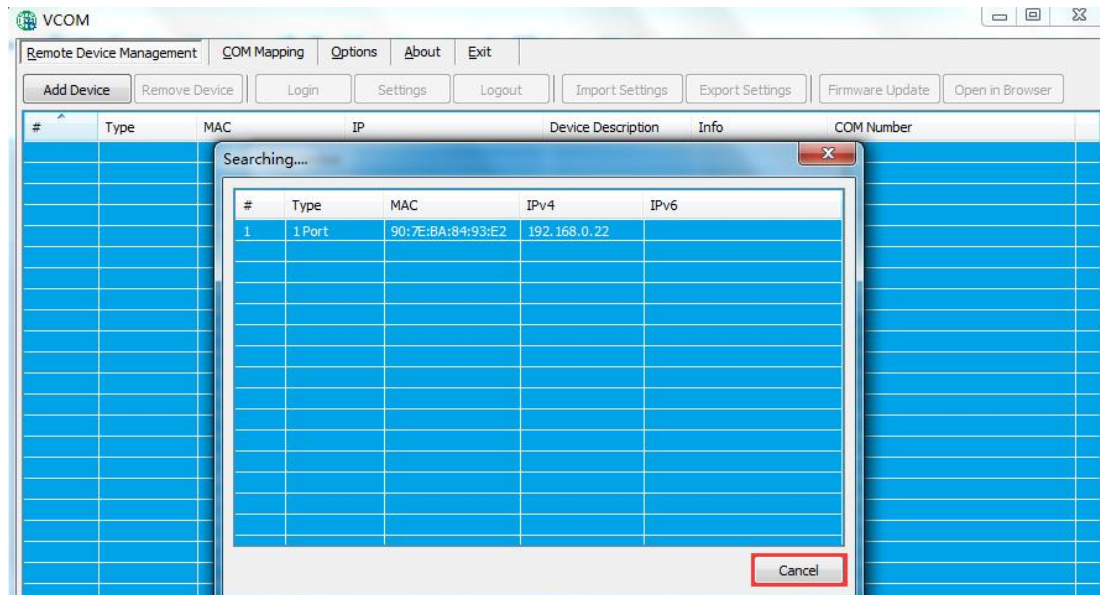 VCOM
Remote Device Management COM Mapping Options About Exit
Add Device Remove Device Login Settings Logout Import Settings Export Settings Firmware Update Open in Browser
# Type MAC IP Device Description Info COM Number
Searching....
# Type MAC IPv4 IPv6
1 1 Port 90:7E:BA:84:93:E2 192.168.0.22
Cancel